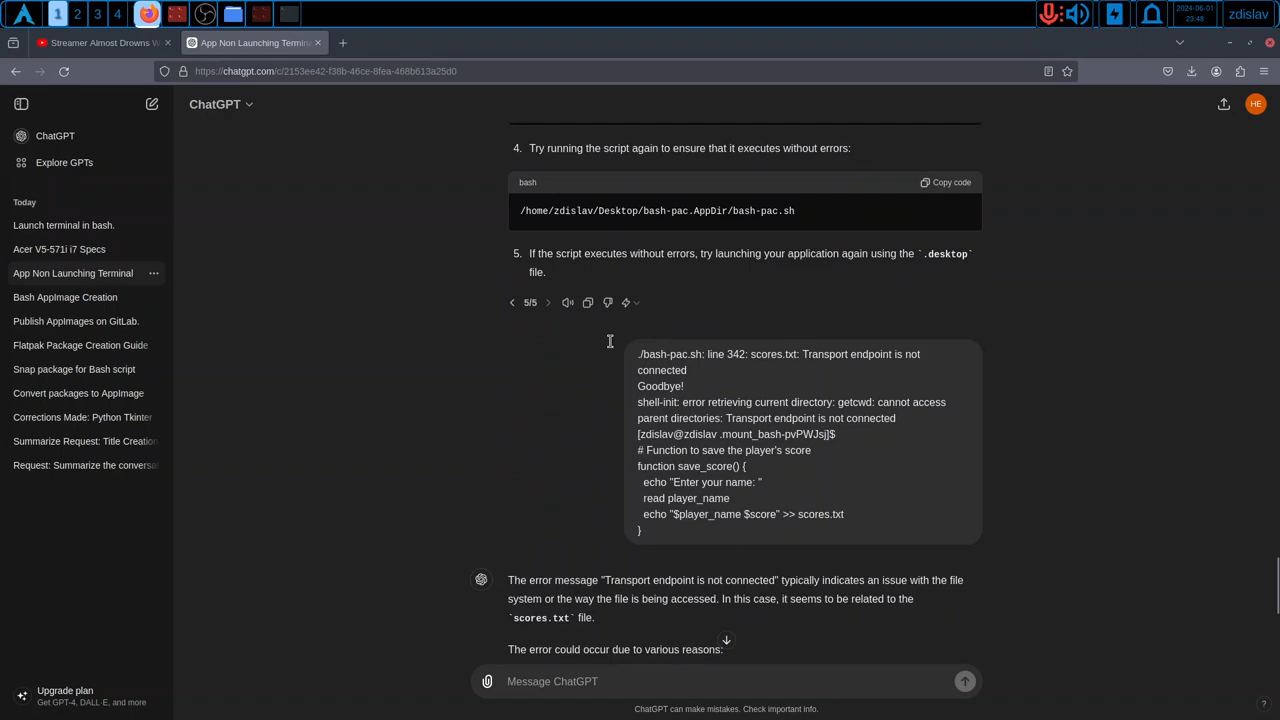 1
2
3
4
2024-06-01
23:48
zdislav
Streamer Almost Drowns W
App Non Launching Termina
https://chatgpt.com/c/2153ee42-f38b-46ce-8fea-468b613a25d0
ChatGPT
HE
ChatGPT
Explore GPTs
Today
Launch terminal in bash.
Acer V5-571i i7 Specs
App Non Launching Terminal
Bash AppImage Creation
Publish AppImages on GitLab.
Flatpak Package Creation Guide
Snap package for Bash script
Convert packages to AppImage
Corrections Made: Python Tkinter
Summarize Request: Title Creation
Request: Summarize the conversa
Upgrade plan
Get GPT-4, DALL·E, and more
4. Try running the script again to ensure that it executes without errors:
bash
Copy code
/home/zdislav/Desktop/bash-pac.AppDir/bash-pac.sh
5. If the script executes without errors, try launching your application again using the `.desktop`
file.
5/5
./bash-pac.sh: line 342: scores.txt: Transport endpoint is not
connected
Goodbye!
shell-init: error retrieving current directory: getcwd: cannot access
parent directories: Transport endpoint is not connected
[zdislav@zdislav .mount_bash-pvPWJsj]$
# Function to save the player's score
function save_score() {
echo "Enter your name: "
read player_name
echo "$player_name $score" >> scores.txt
}
The error message "Transport endpoint is not connected" typically indicates an issue with the file
system or the way the file is being accessed. In this case, it seems to be related to the
`scores.txt` file.
The error could occur due to various reasons:
Message ChatGPT
ChatGPT can make mistakes. Check important info.
?